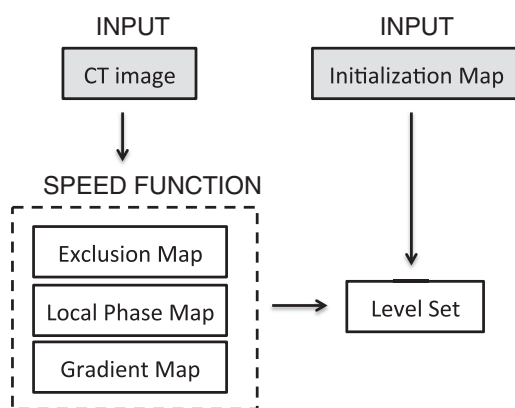 INPUT
CT image
INPUT
Initialization Map
SPEED FUNCTION
Exclusion Map
Local Phase Map
Gradient Map
Level Set